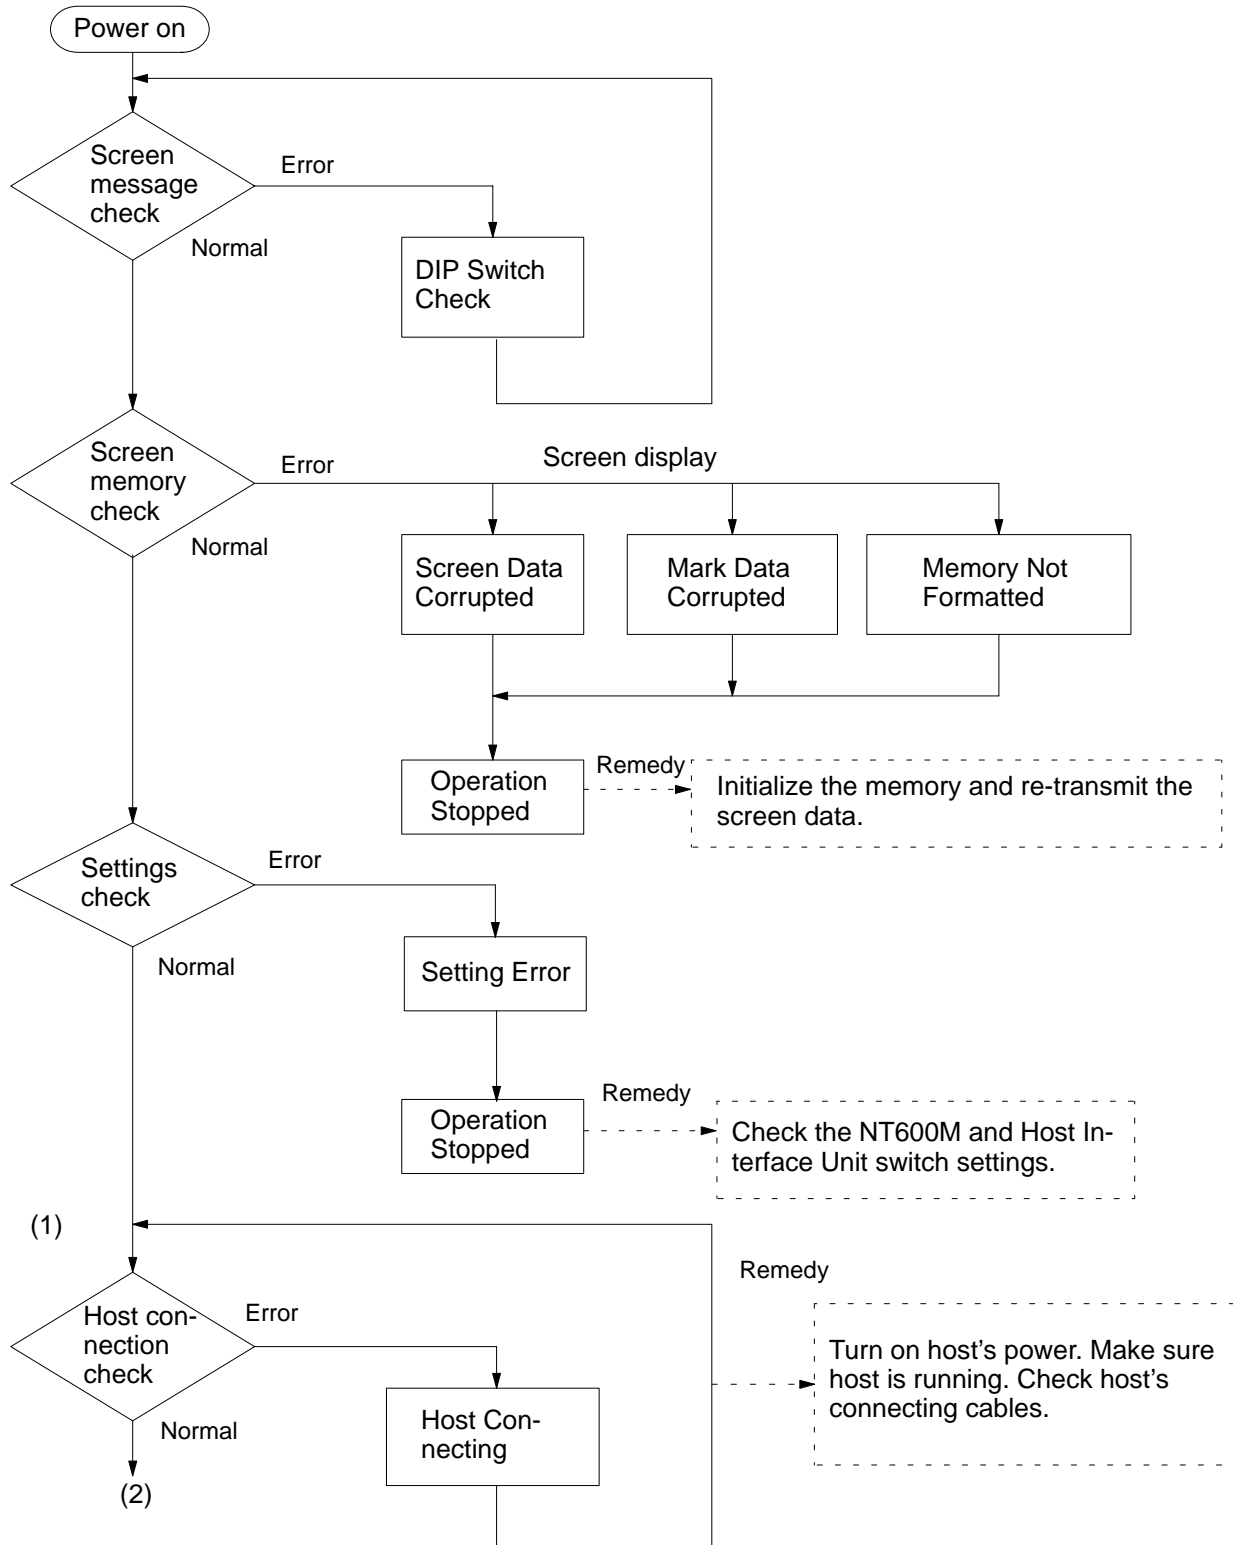 Power on
Screen
message
check
Error
Normal
DIP Switch
Check
Screen
memory
check
Error
Screen display
Normal
Screen Data
Corrupted
Mark Data
Corrupted
Memory Not
Formatted
Operation
Stopped
Remedy
Initialize the memory and re-transmit the
screen data.
Settings
check
Error
Normal
Setting Error
Operation
Stopped
Remedy
Check the NT600M and Host In-
terface Unit switch settings.
(1)
Host con-
nection
check
Error
Normal
Host Con-
necting
Remedy
Turn on host's power. Make sure
host is running. Check host's
connecting cables.
(2)